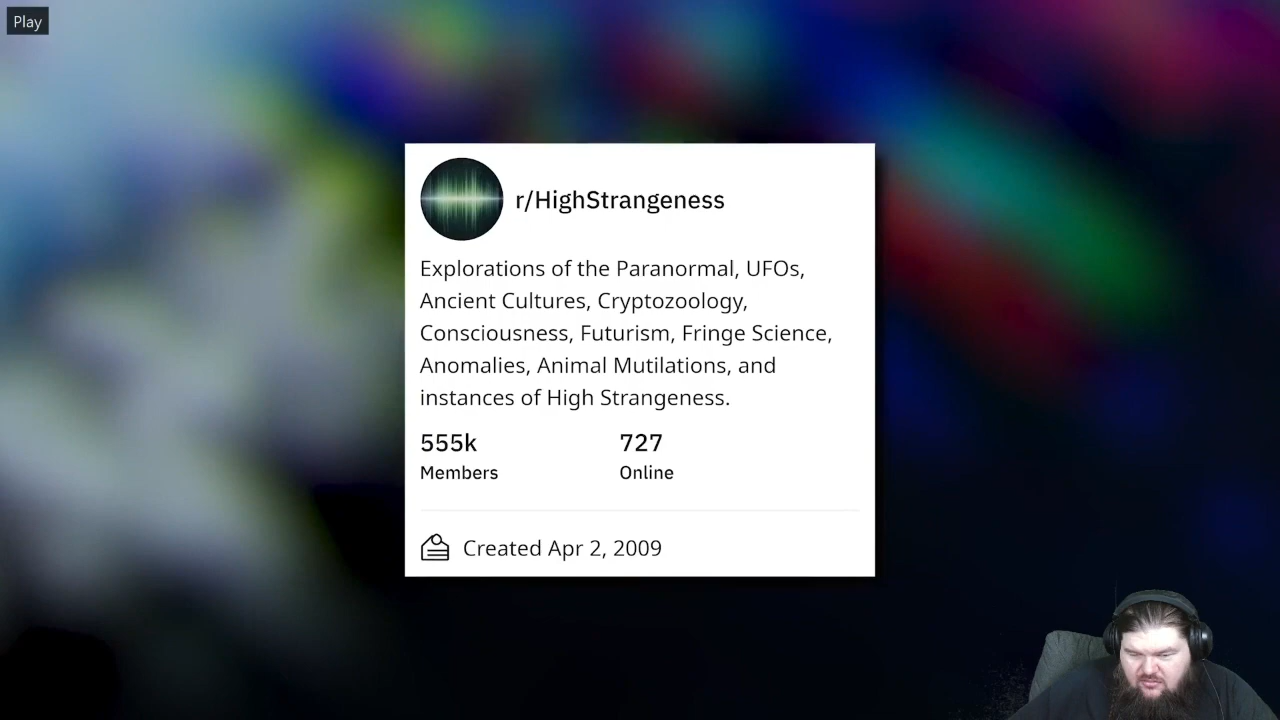 Play
r/HighStrangeness
Explorations of the Paranormal, UFOs,
Ancient Cultures, Cryptozoology,
Consciousness, Futurism, Fringe Science,
Anomalies, Animal Mutilations, and
instances of High Strangeness.
555k 727
Members Online
Created Apr 2, 2009